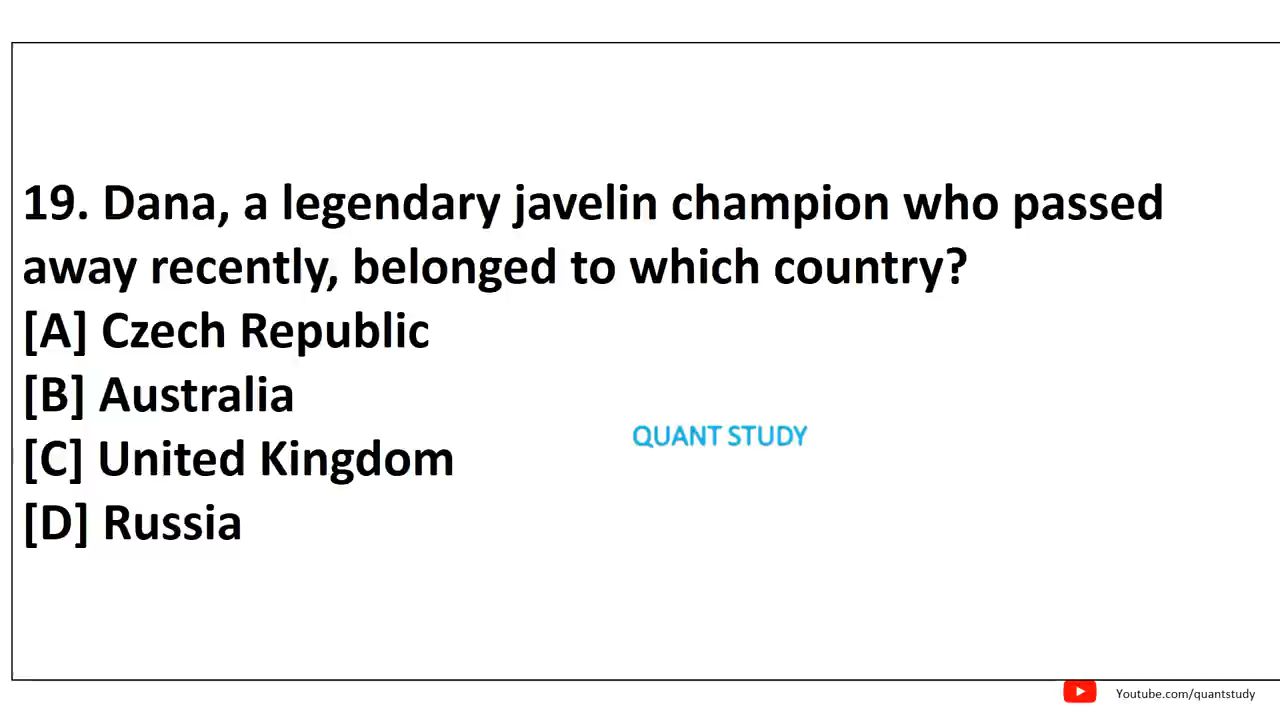 19. Dana, a legendary javelin champion who passed
away recently, belonged to which country?
[A] Czech Republic
[B] Australia
[C] United Kingdom
[D] Russia
QUANT STUDY
Youtube.com/quantstudy